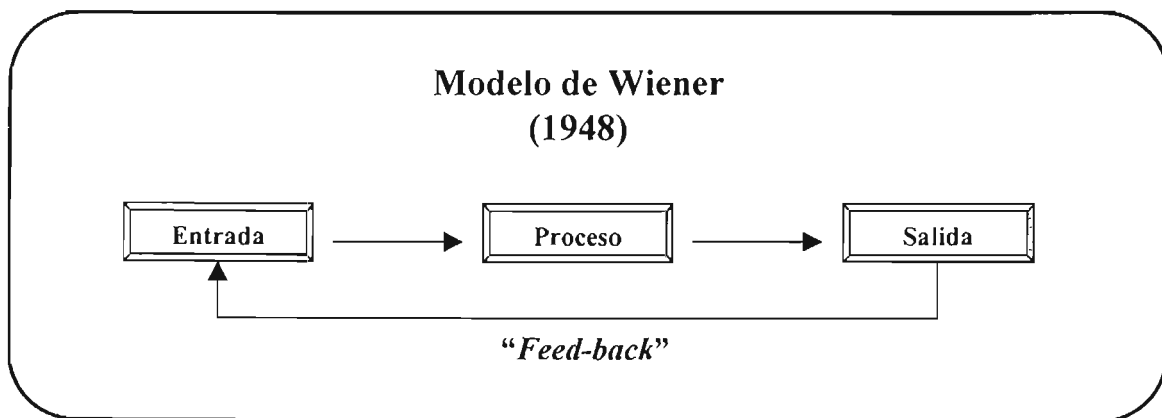 Modelo de Wiener
(1948)
Entrada
Proceso
Salida
“Feed-back”